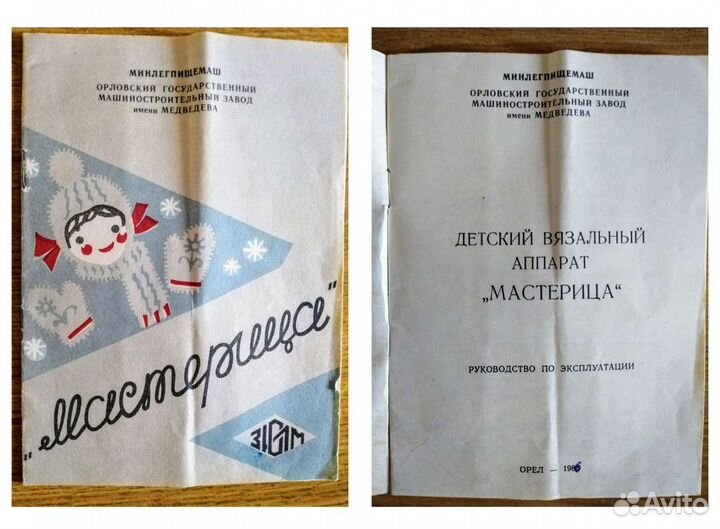 МИНЛЕГПИЩЕМАШ
ОРЛОВСКИЙ ГОСУДАРСТВЕННЫЙ
МАШИНОСТРОИТЕЛЬНЫЙ ЗАВОД
имени МЕДВЕДЕВА
"Мастерица"
МИНЛЕГПИЩЕМАШ
ОРЛОВСКИЙ ГОСУДАРСТВЕННЫЙ
МАШИНОСТРОИТЕЛЬНЫЙ ЗАВОД
имени МЕДВЕДЕВА
ДЕТСКИЙ ВЯЗАЛЬНЫЙ
АППАРАТ
„МАСТЕРИЦА“
РУКОВОДСТВО ПО ЭКСПЛУАТАЦИИ
ОРЕЛ — 1986
Avito